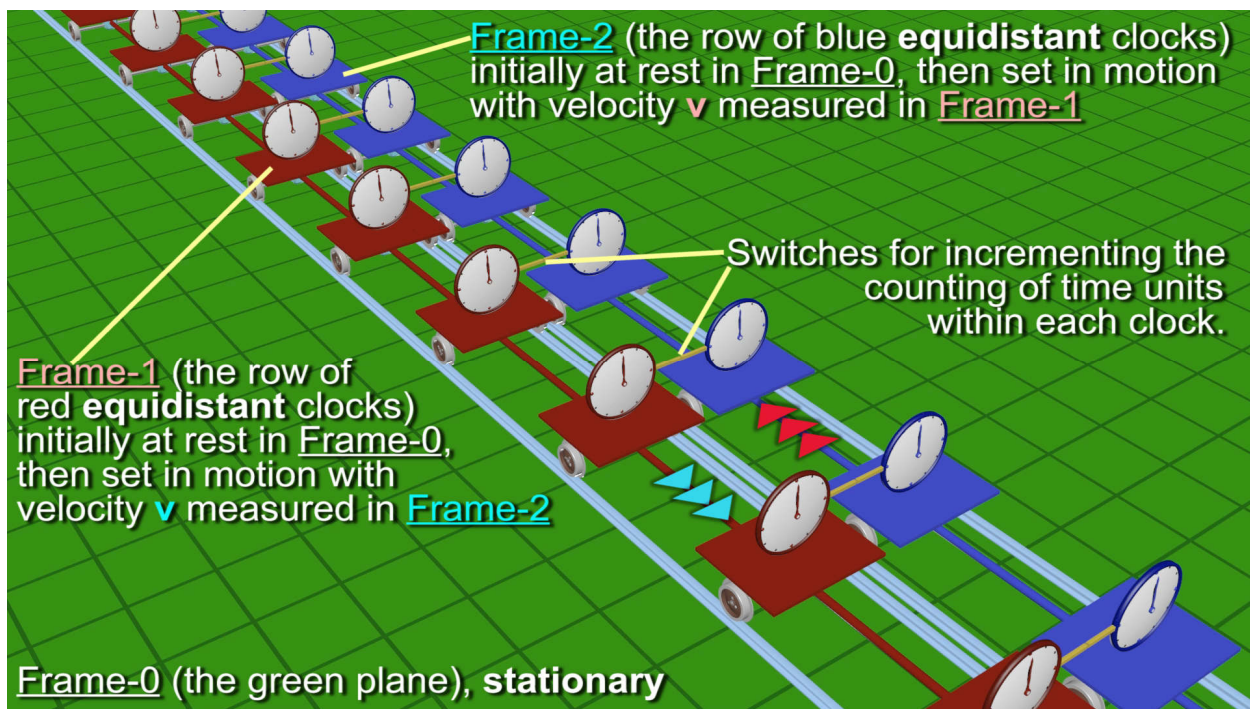 Frame-2 (the row of blue equidistant clocks)
initially at rest in Frame-0, then set in motion
with velocity v measured in Frame-1
Switches for incrementing the
counting of time units
within each clock.
Frame-1 (the row of
red equidistant clocks)
initially at rest in Frame-0,
then set in motion with
velocity v measured in Frame-2
Frame-0 (the green plane), stationary